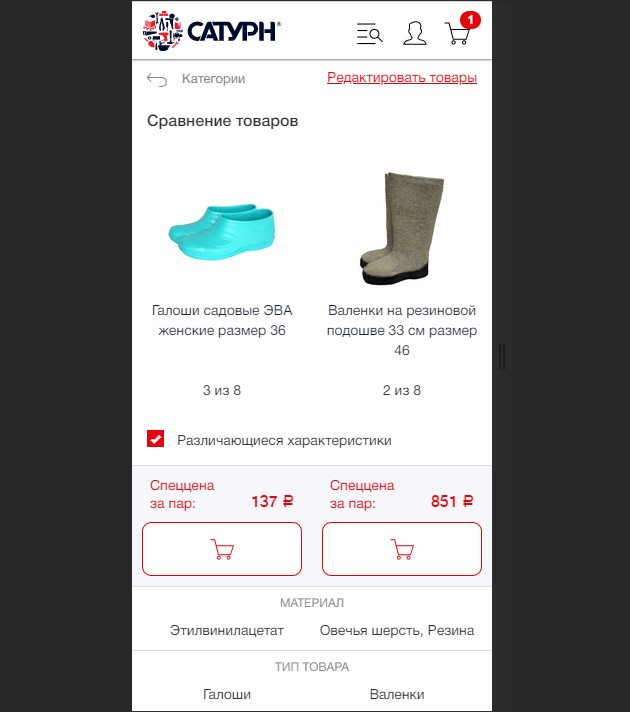 САТУРН®
1
Категории
Редактировать товары
Сравнение товаров
Галоши садовые ЭВА
женские размер 36
Валенки на резиновой
подошве 33 см размер
46
3 из 8
2 из 8
Различающиеся характеристики
Спеццена
за пар:
137 ₽
Спеццена
за пар:
851 ₽
МАТЕРИАЛ
Этилвинилацетат
Овечья шерсть, Резина
ТИП ТОВАРА
Галоши
Валенки